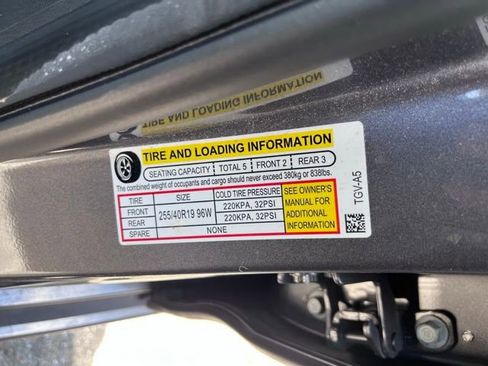 TIRE AND LOADING INFORMATION
TIRE AND LOADING INFORMATION
SEATING CAPACITY TOTAL 5 FRONT 2 REAR 3
The combined weight of occupants and cargo should never exceed 380kg or 838lbs.
TIRE SIZE COLD TIRE PRESSURE SEE OWNER'S MANUAL FOR ADDITIONAL INFORMATION
FRONT 255/40R19 96W 220KPA, 32PSI
REAR 220KPA, 32PSI
SPARE NONE
TGV-A5